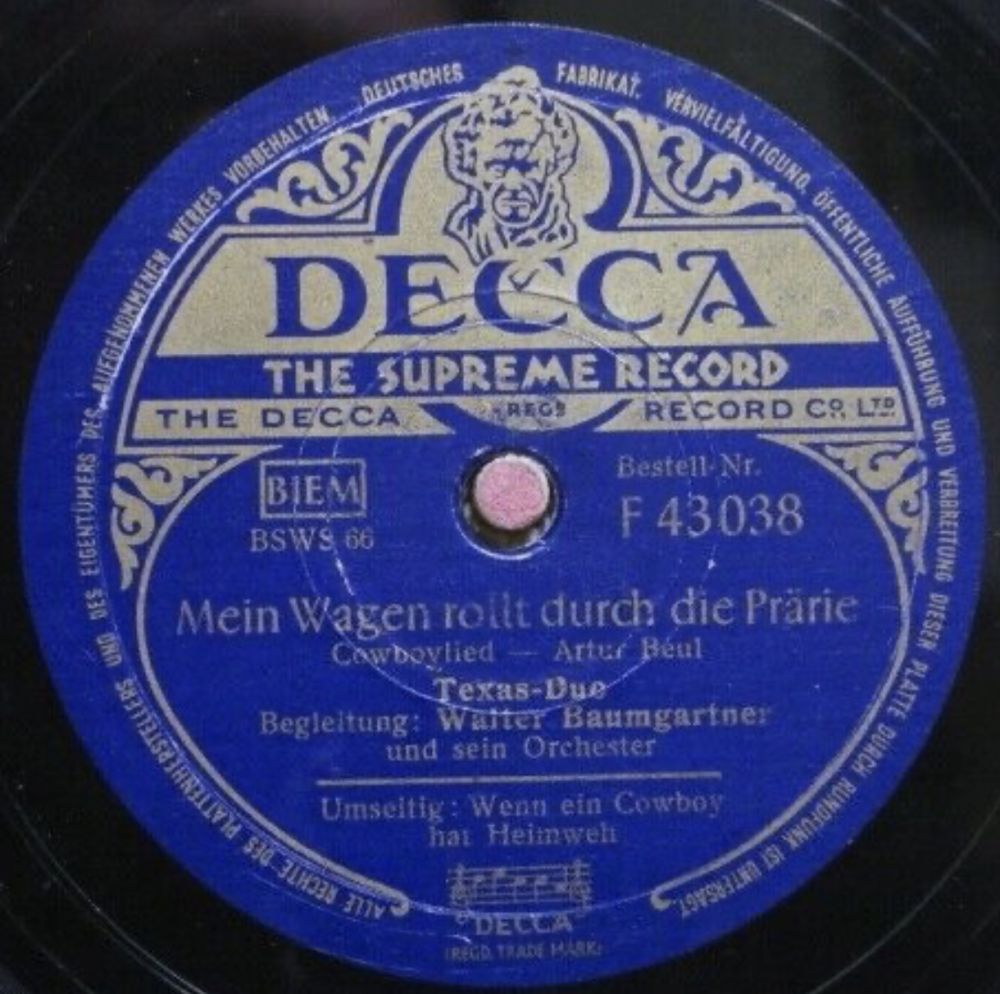 ALLE RECHTE DES PLATTENHERSTELLERS UND DES EIGENTÜMERS DES AUFGENOMMENEN WERKES VORBEHALTEN. DEUTSCHES FABRIKAT. VERVIELFÄLTIGUNG, ÖFFENTLICHE AUFFÜHRUNG UND VERBREITUNG DIESER PLATTE DURCH RUNDFUNK IST UNTERSAGT.
DECCA
THE SUPREME RECORD
THE DECCA REGD RECORD CO., LTD
BIEM
BSWS 66
Bestell-Nr.
F 43038
Mein Wagen rollt durch die Prärie
Cowboylied — Artur Beul
Texas-Duo
Begleitung: Walter Baumgartner
und sein Orchester
Umseitig: Wenn ein Cowboy
hat Heimweh
"DECCA"
(REGD. TRADE MARK)